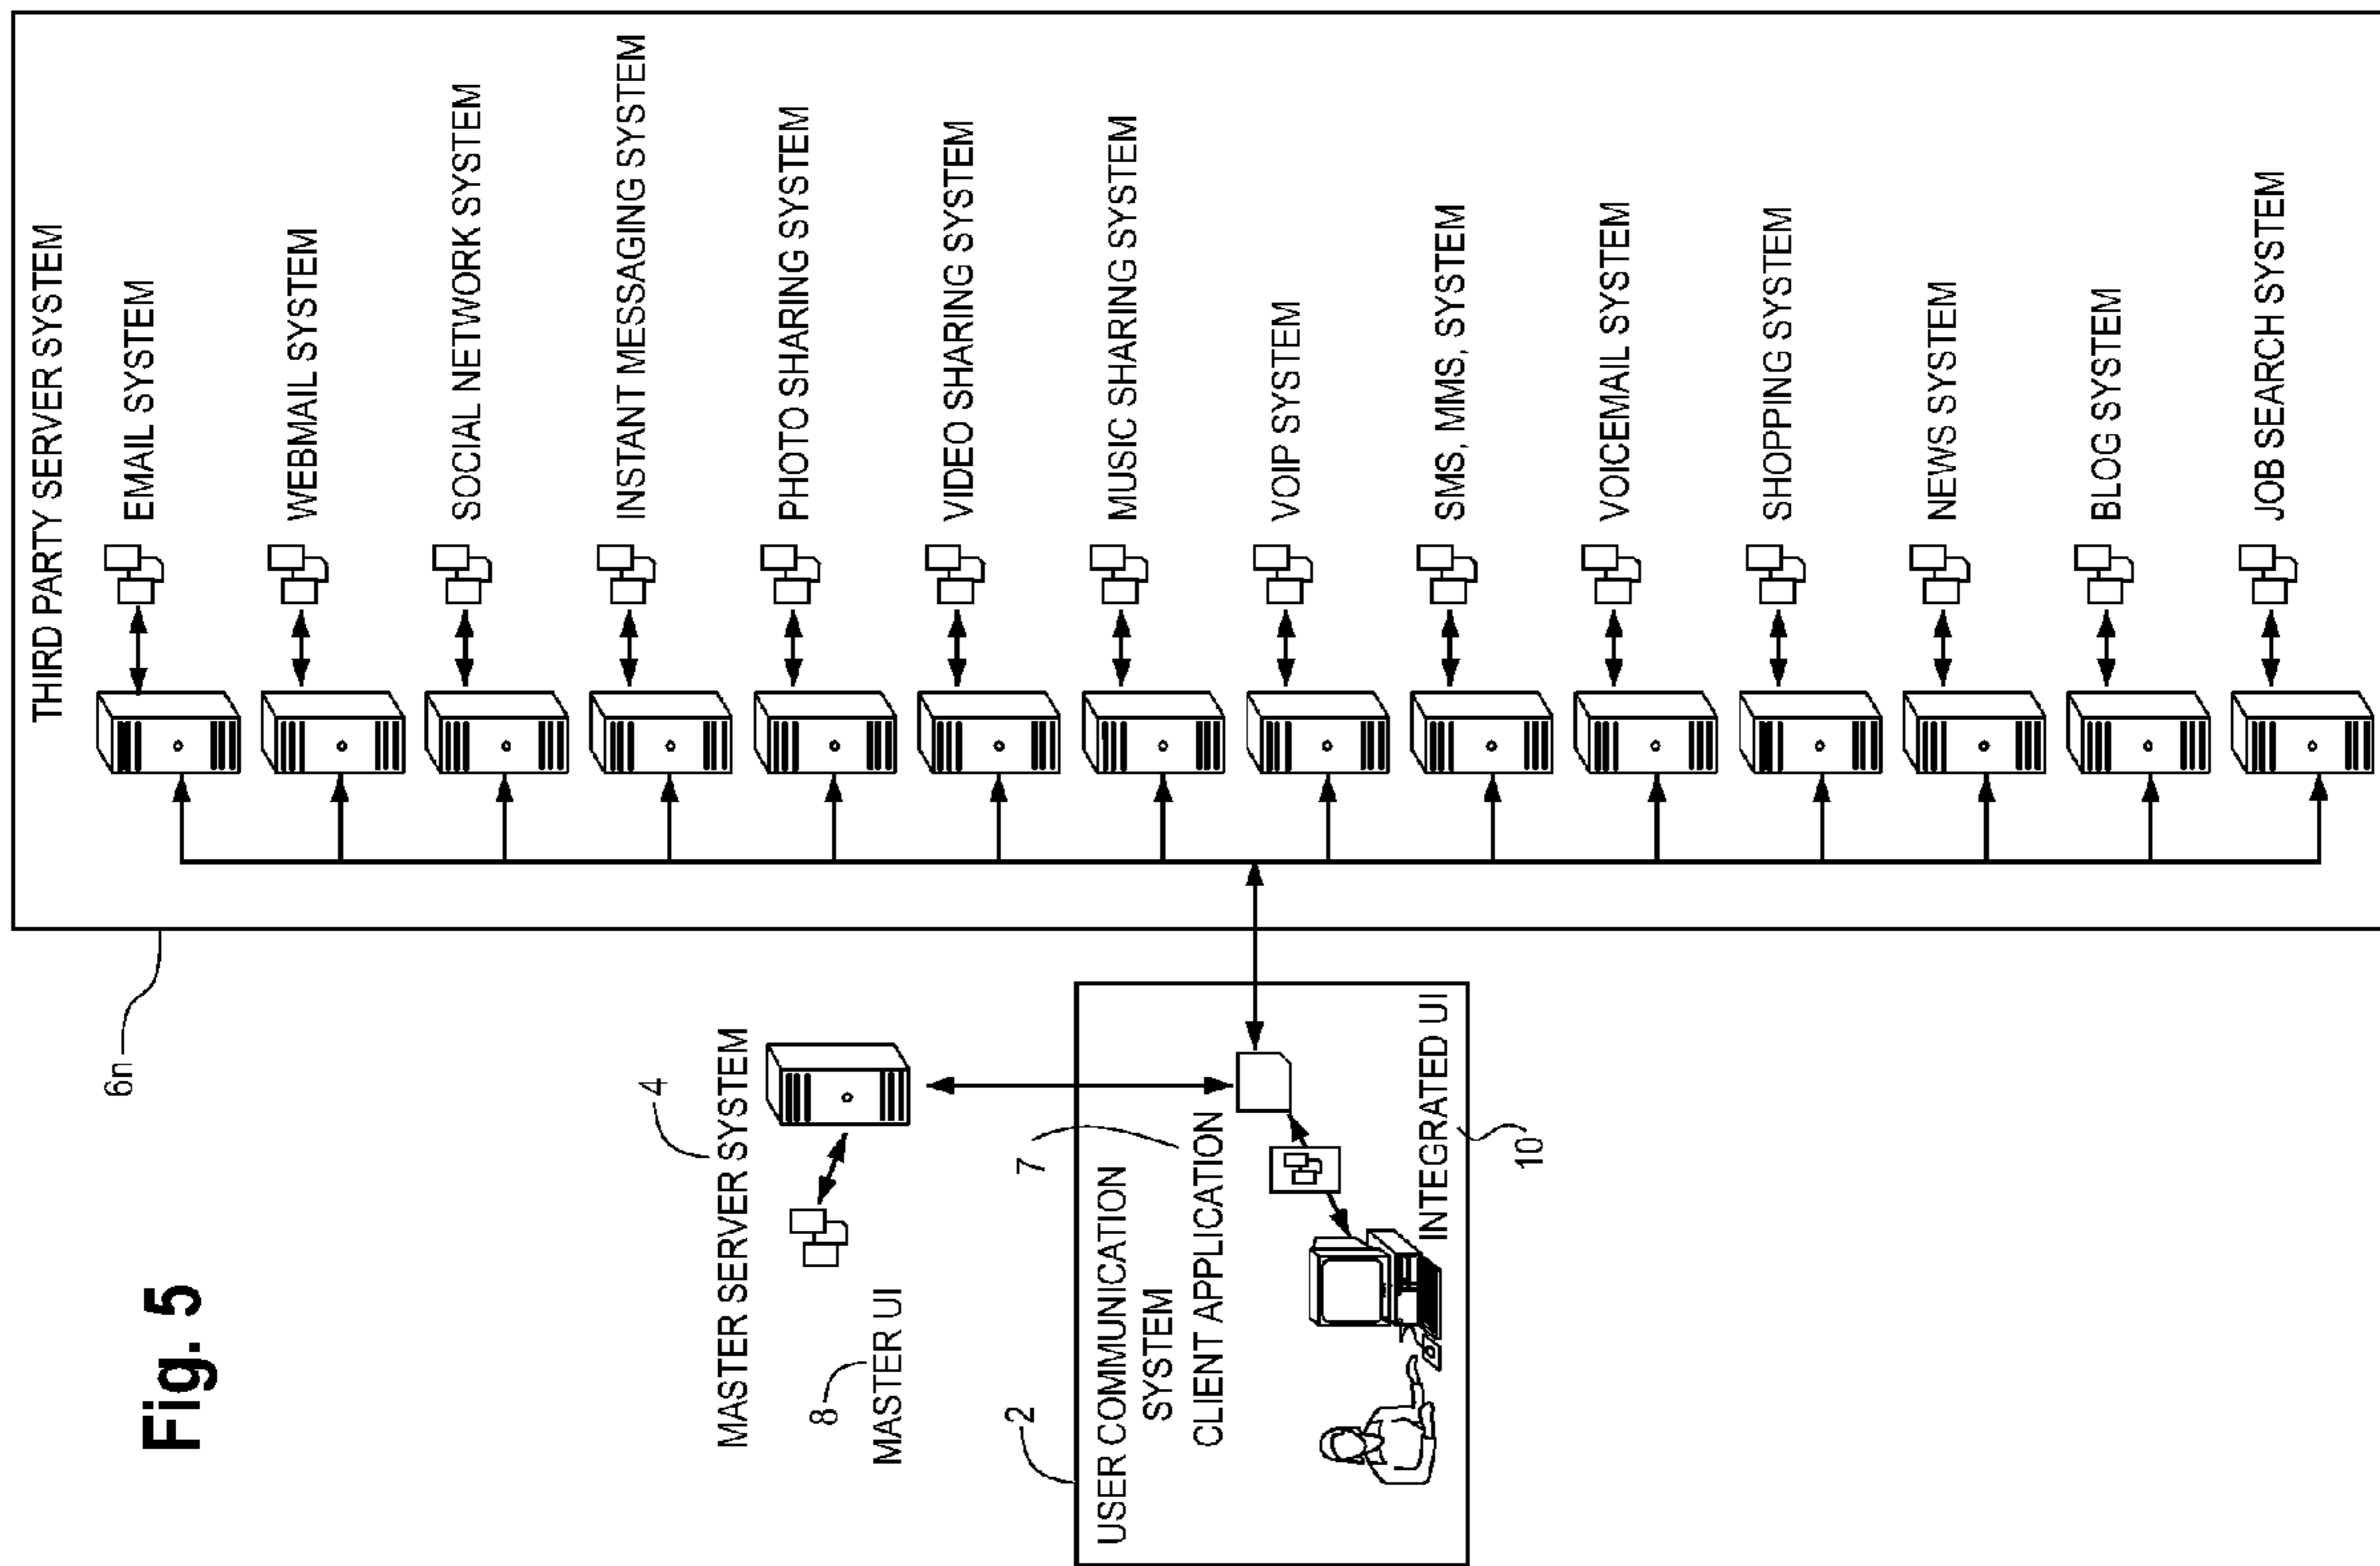 Fig. 5
THIRD PARTY SERVER SYSTEM
EMAIL SYSTEM
WEBMAIL SYSTEM
SOCIAL NETWORK SYSTEM
INSTANT MESSAGING SYSTEM
PHOTO SHARING SYSTEM
VIDEO SHARING SYSTEM
MUSIC SHARING SYSTEM
VOIP SYSTEM
SMS, MMS, SYSTEM
VOICEMAIL SYSTEM
SHOPPING SYSTEM
NEWS SYSTEM
BLOG SYSTEM
JOB SEARCH SYSTEM
6n
4
MASTER SERVER SYSTEM
8
MASTER UI
2
USER COMMUNICATION
SYSTEM
7
CLIENT APPLICATION
INTEGRATED UI
10